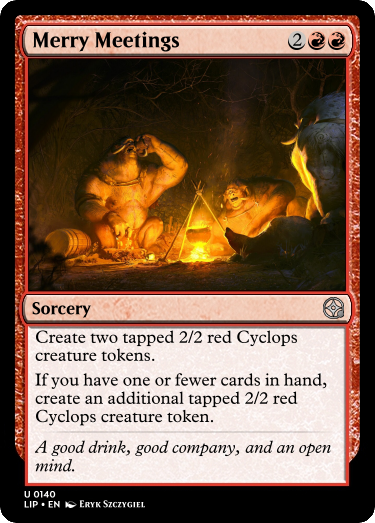 Merry Meetings 2
Sorcery
Create two tapped 2/2 red Cyclops
creature tokens.
If you have one or fewer cards in hand,
create an additional tapped 2/2 red
Cyclops creature token.
A good drink, good company, and an open
mind.
U 0140
LIP • EN Eryk Szczygiel